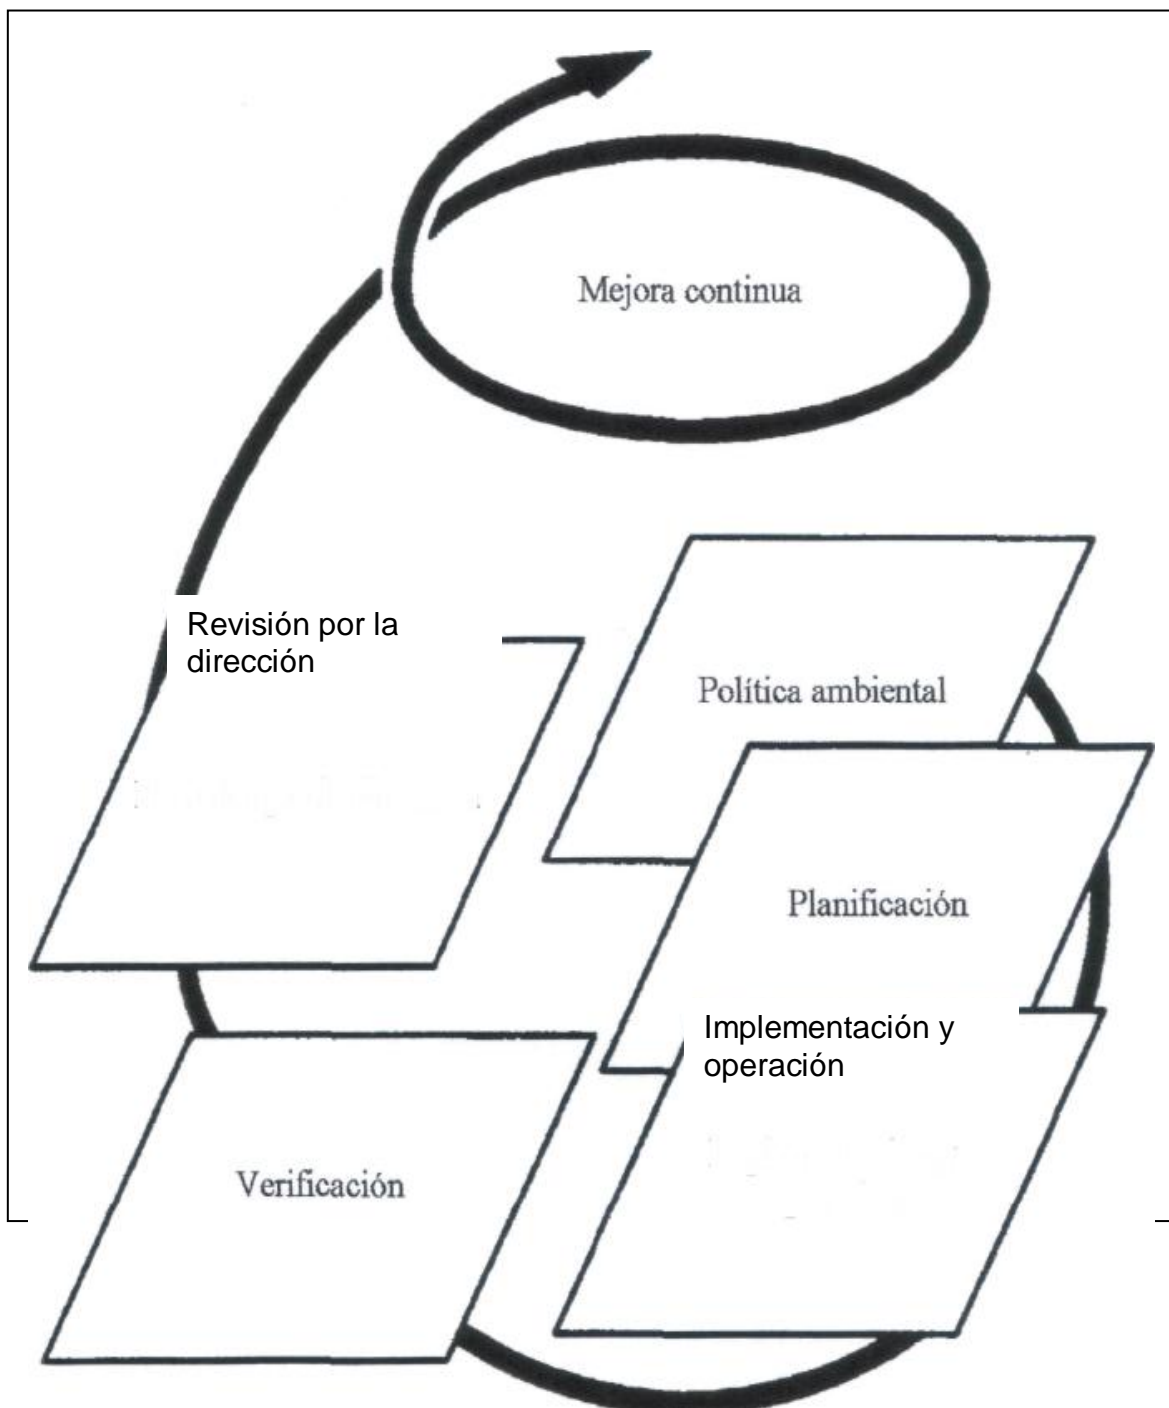 Mejora continua
Revisión por la
dirección
Política ambiental
Planificación
Implementación y
operación
Verificación